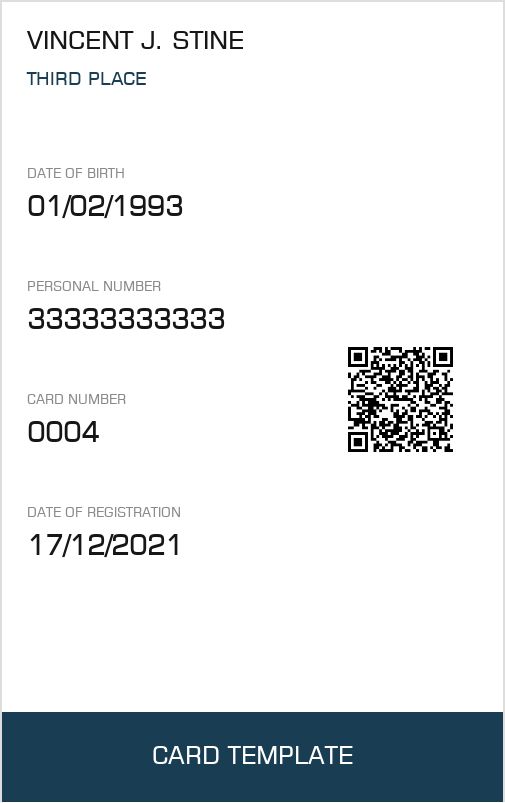 VINCENT J. STINE
THIRD PLACE
DATE OF BIRTH
01/02/1993
PERSONAL NUMBER
33333333333
CARD NUMBER
0004
DATE OF REGISTRATION
17/12/2021
CARD TEMPLATE